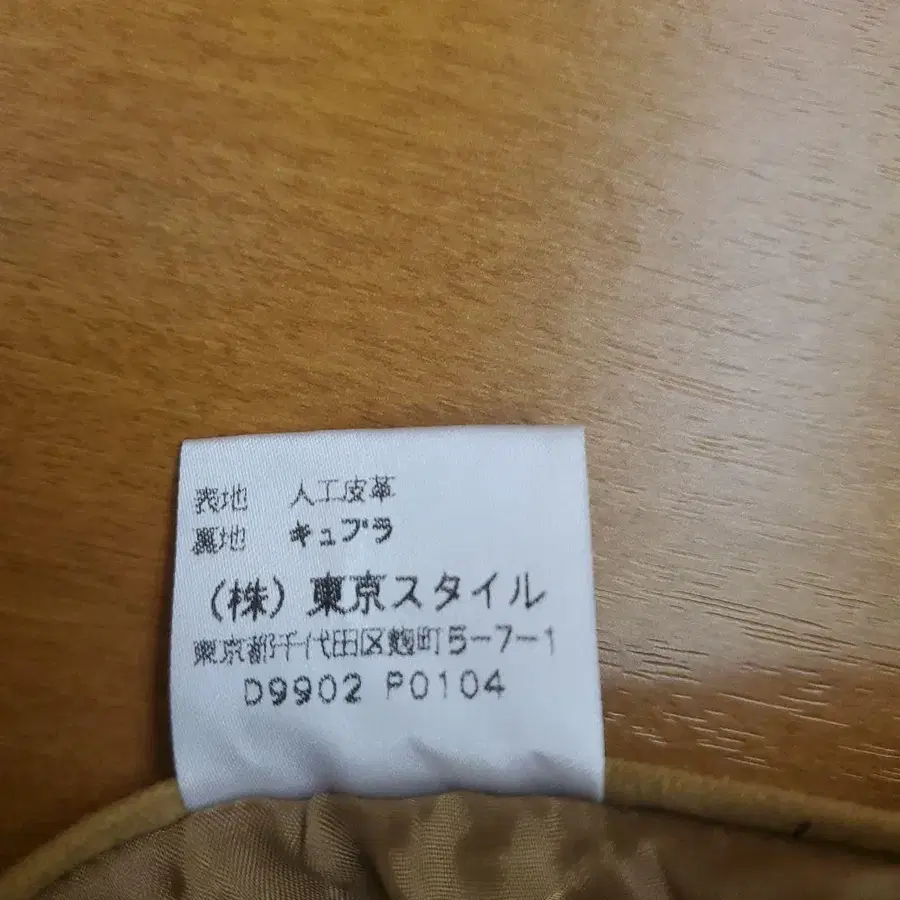 表地 人工皮革
裏地 キュプラ
(株) 東京スタイル
東京都千代田区麹町5-7-1
D9902 P0104